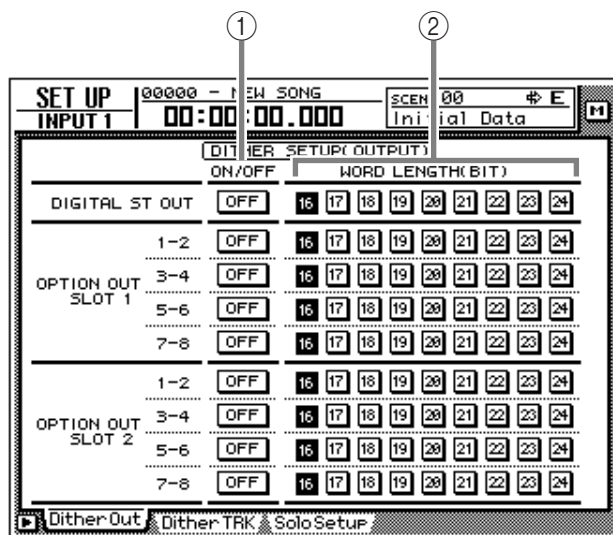 ① ②
SET UP 00000 - NEW SONG SCEN 00 E
INPUT 1 00:00:00.000 Initial Data M
DITHER SETUP(OUTPUT)
ON/OFF WORD LENGTH(BIT)
DIGITAL ST OUT OFF 16 17 18 19 20 21 22 23 24
1-2 OFF 16 17 18 19 20 21 22 23 24
OPTION OUT 3-4 OFF 16 17 18 19 20 21 22 23 24
SLOT 1 5-6 OFF 16 17 18 19 20 21 22 23 24
7-8 OFF 16 17 18 19 20 21 22 23 24
1-2 OFF 16 17 18 19 20 21 22 23 24
OPTION OUT 3-4 OFF 16 17 18 19 20 21 22 23 24
SLOT 2 5-6 OFF 16 17 18 19 20 21 22 23 24
7-8 OFF 16 17 18 19 20 21 22 23 24
Dither Out Dither TRK Solo Setup